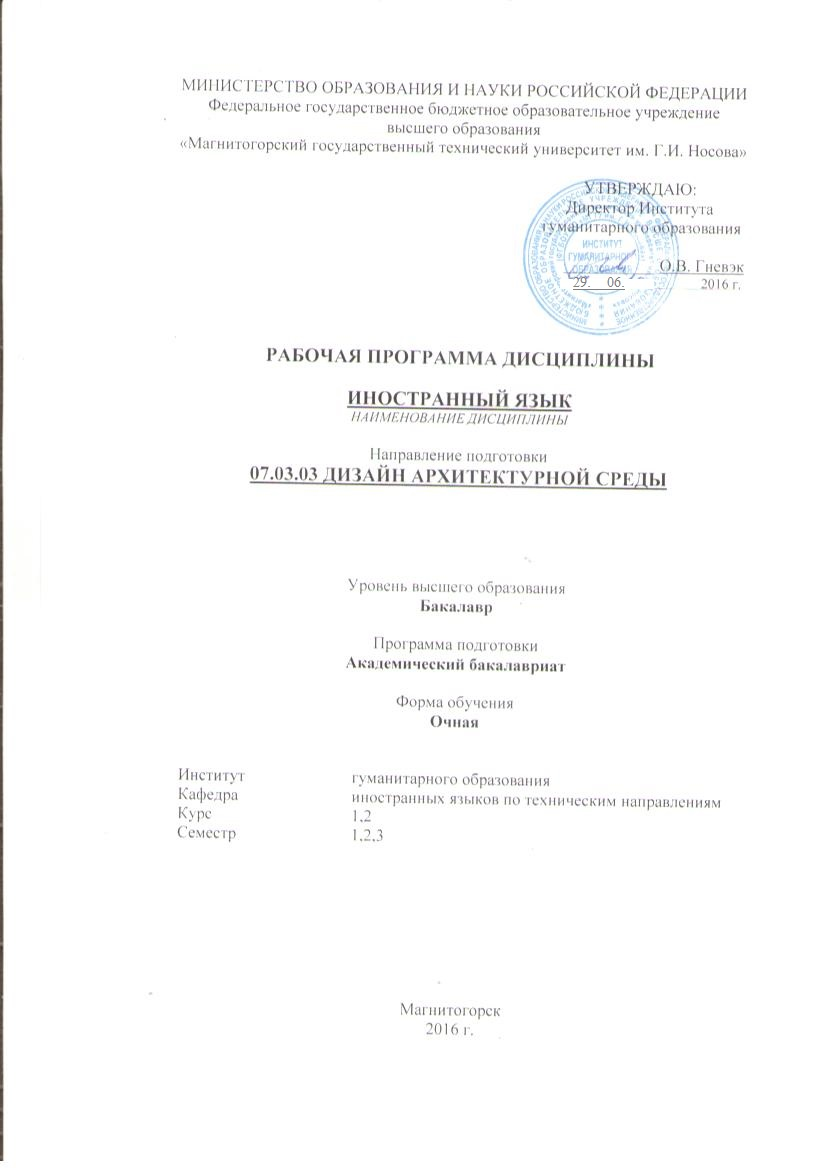 МИНИСТЕРСТВО ОБРАЗОВАНИЯ И НАУКИ РОССИЙСКОЙ ФЕДЕРАЦИИ
Федеральное государственное бюджетное образовательное учреждение
высшего образования
«Магнитогорский государственный технический университет им. Г.И. Носова»
УТВЕРЖДАЮ:
Директор Института
гуманитарного образования
ИНСТИТУТ
ГУМАНИТАРНОГО
ОБРАЗОВАНИЯ
О.В. Гневэк
29. 06. 2016 г.
РАБОЧАЯ ПРОГРАММА ДИСЦИПЛИНЫ
ИНОСТРАННЫЙ ЯЗЫК
НАИМЕНОВАНИЕ ДИСЦИПЛИНЫ
Направление подготовки
07.03.03 ДИЗАЙН АРХИТЕКТУРНОЙ СРЕДЫ
Уровень высшего образования
Бакалавр
Программа подготовки
Академический бакалавриат
Форма обучения
Очная
Институт гуманитарного образования
Кафедра иностранных языков по техническим направлениям
Курс 1,2
Семестр 1,2,3
Магнитогорск
2016 г.